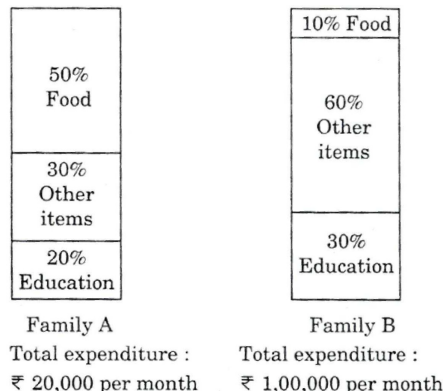 50%
Food
30%
Other
items
20%
Education
Family A
Total expenditure :
₹ 20,000 per month
10% Food
60%
Other
items
30%
Education
Family B
Total expenditure :
₹ 1,00,000 per month